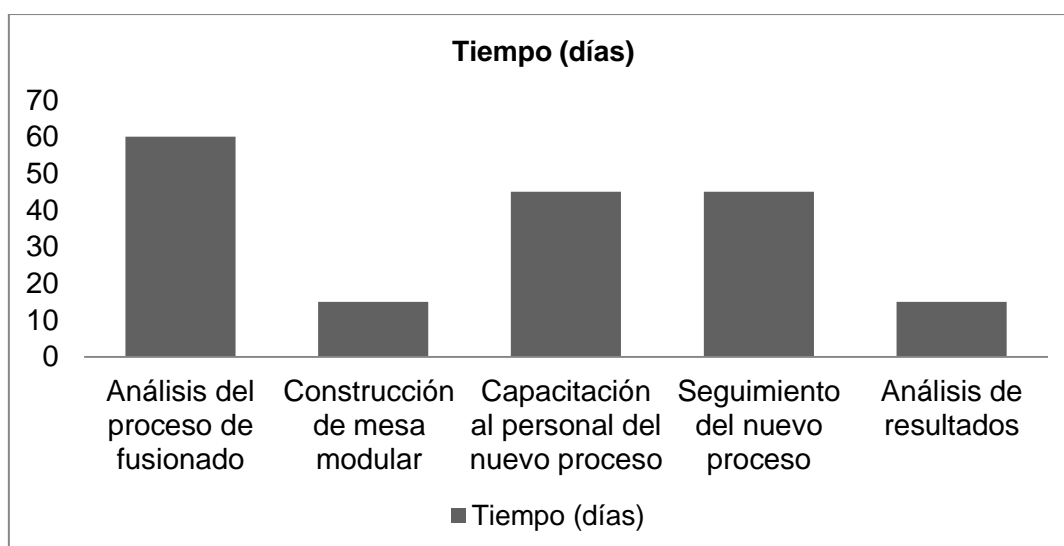 Tiempo (días)
70
60
50
40
30
20
10
0
Análisis del
proceso de
fusionado
Construcción
de mesa
modular
Capacitación
al personal del
nuevo proceso
Seguimiento
del nuevo
proceso
Análisis de
resultados
Tiempo (días)